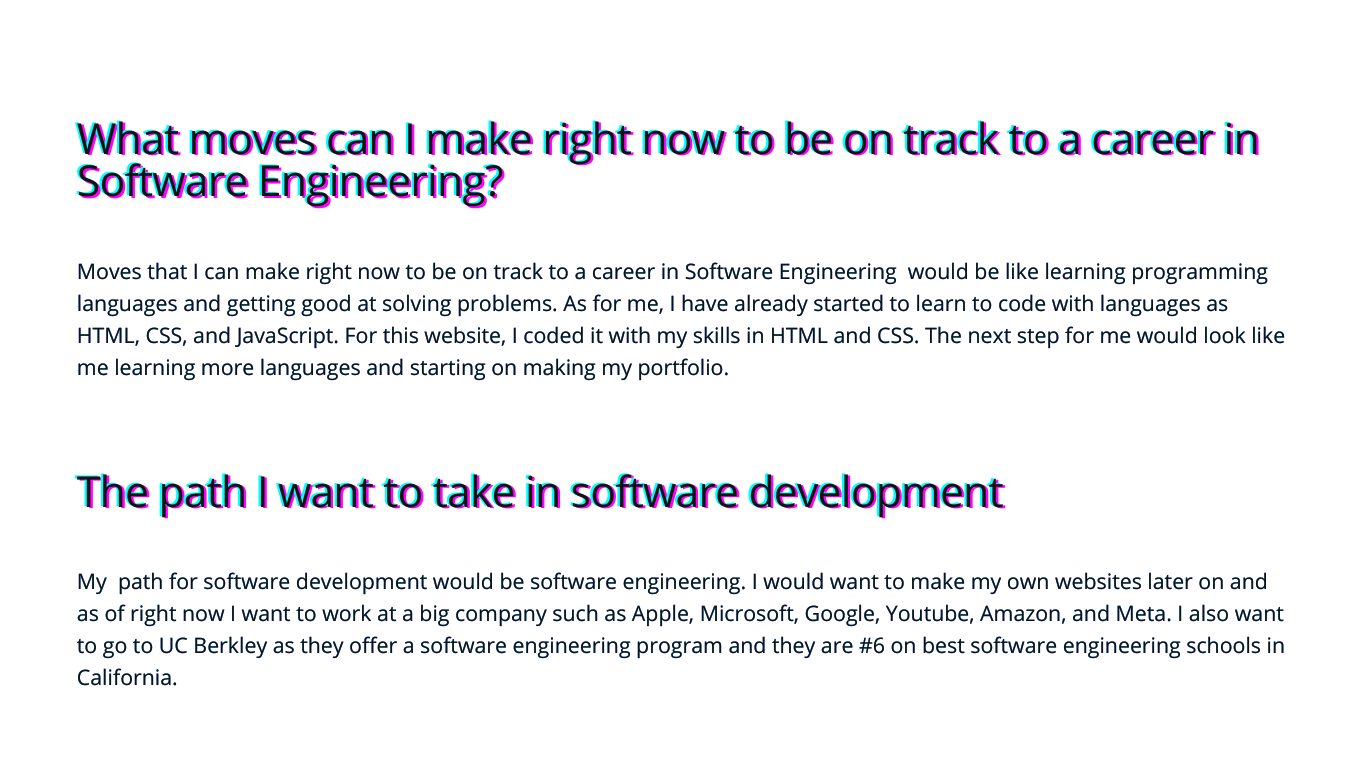 What moves can I make right now to be on track to a career in
Software Engineering?
Moves that I can make right now to be on track to a career in Software Engineering  would be like learning programming
languages and getting good at solving problems. As for me, I have already started to learn to code with languages as
HTML, CSS, and JavaScript. For this website, I coded it with my skills in HTML and CSS. The next step for me would look like
me learning more languages and starting on making my portfolio.
The path I want to take in software development
My  path for software development would be software engineering. I would want to make my own websites later on and
as of right now I want to work at a big company such as Apple, Microsoft, Google, Youtube, Amazon, and Meta. I also want
to go to UC Berkley as they offer a software engineering program and they are #6 on best software engineering schools in
California.